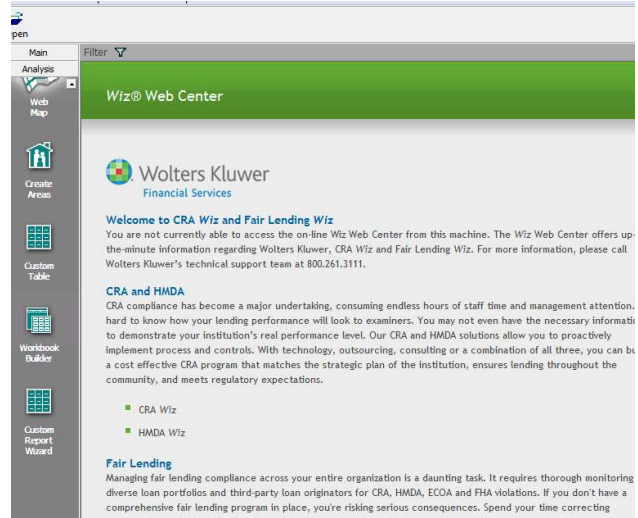 pen
Main
Filter
Analysis
Web
Map
Create
Areas
Custom
Table
Workbook
Builder
Custom
Report
Wizard
Wiz® Web Center
Wolters Kluwer
Financial Services
Welcome to CRA Wiz and Fair Lending Wiz
You are not currently able to access the on-line Wiz Web Center from this machine. The Wiz Web Center offers up-
the-minute information regarding Wolters Kluwer, CRA Wiz and Fair Lending Wiz. For more information, please call
Wolters Kluwer's technical support team at 800.261.3111.
CRA and HMDA
CRA compliance has become a major undertaking, consuming endless hours of staff time and management attention.
hard to know how your lending performance will look to examiners. You may not even have the necessary informatio
to demonstrate your institution's real performance level. Our CRA and HMDA solutions allow you to proactively
implement process and controls. With technology, outsourcing, consulting or a combination of all three, you can bu
a cost effective CRA program that matches the strategic plan of the institution, ensures lending throughout the
community, and meets regulatory expectations.
CRA Wiz
HMDA Wiz
Fair Lending
Managing fair lending compliance across your entire organization is a daunting task. It requires thorough monitoring
diverse loan portfolios and third-party loan originators for CRA, HMDA, ECOA and FHA violations. If you don't have a
comprehensive fair lending program in place, you're risking serious consequences. Spend your time correcting